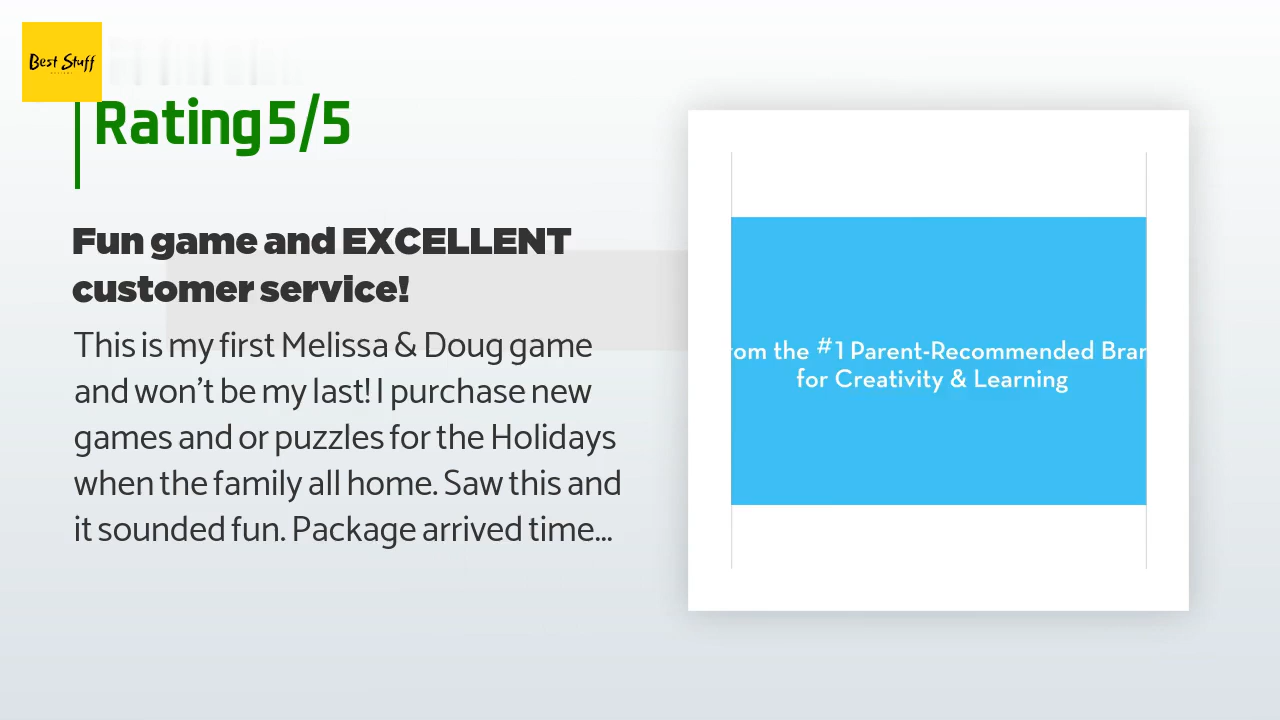 Best Stuff
Rating 5/5
Fun game and EXCELLENT
customer service!
This is my first Melissa & Doug game
and won't be my last! I purchase new
games and or puzzles for the Holidays
when the family all home. Saw this and
it sounded fun. Package arrived time...
rom the #1 Parent-Recommended Bran
for Creativity & Learning